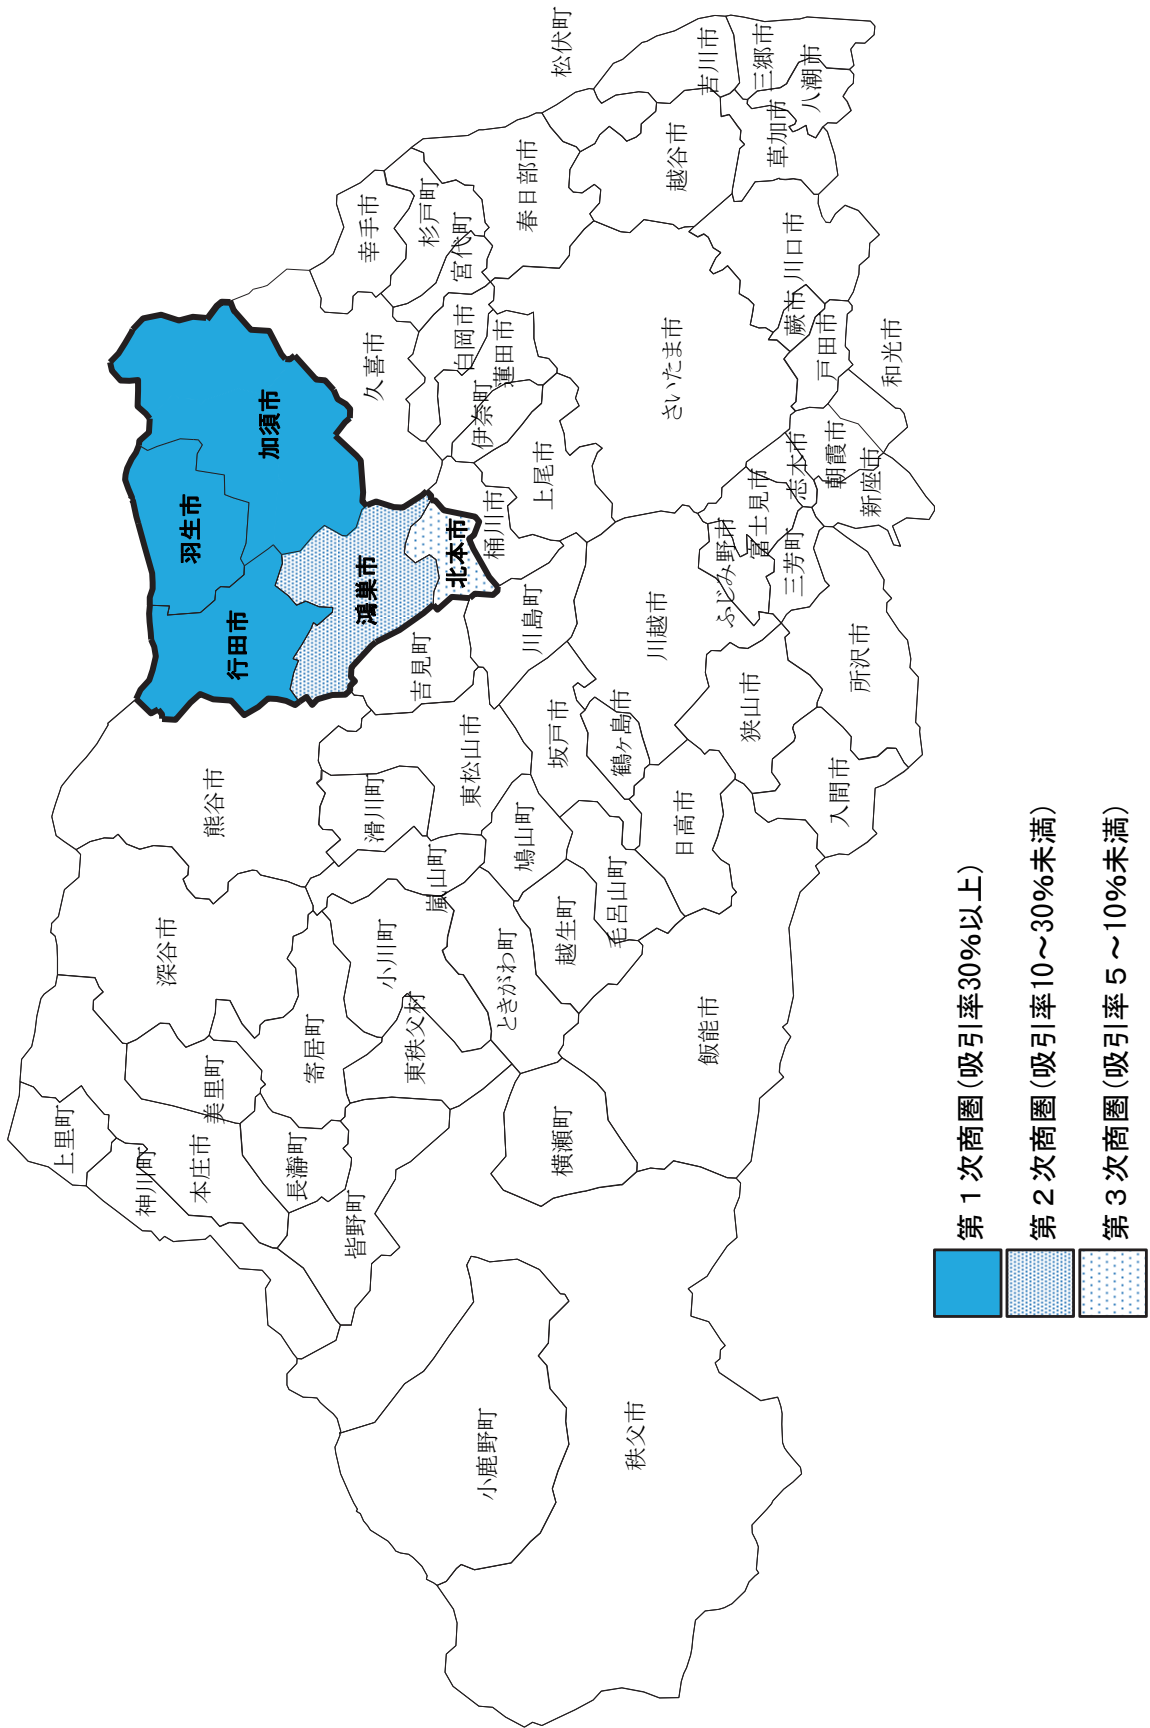 上里町
神川町
本庄市
美里町
深谷市
熊谷市
寄居町
長瀞町
皆野町
小鹿野町
秩父市
横瀬町
東秩父村
小川町
ときがわ町
嵐山町
滑川町
東松山市
吉見町
鳩山町
越生町
毛呂山町
坂戸市
鶴ヶ島市
日高市
飯能市
入間市
狭山市
所沢市
川越市
川島町
行田市
羽生市
加須市
鴻巣市
北本市
桶川市
上尾市
伊奈町
蓮田市
白岡市
久喜市
幸手市
杉戸町
宮代町
春日部市
松伏町
越谷市
吉川市
三郷市
八潮市
草加市
川口市
蕨市
戸田市
さいたま市
和光市
朝霞市
志木市
新座市
富士見市
ふじみ野市
三芳町
第1次商圏(吸引率30%以上)
第2次商圏(吸引率10~30%未満)
第3次商圏(吸引率5~10%未満)